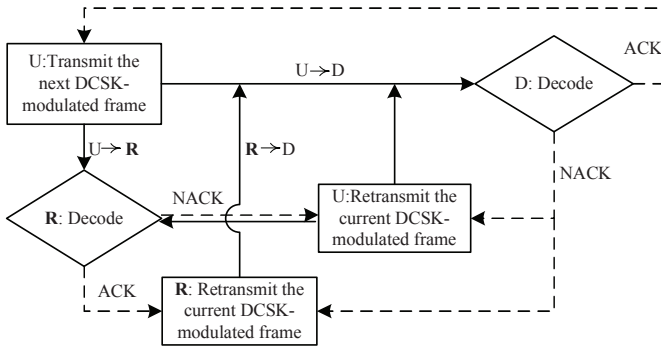 U:Transmit the
next DCSK-
modulated frame
U→D
D: Decode
ACK
U→R
R→D
NACK
NACK
R: Decode
U:Retransmit the
current DCSK-
modulated frame
ACK
R: Retransmit the
current DCSK-
modulated frame